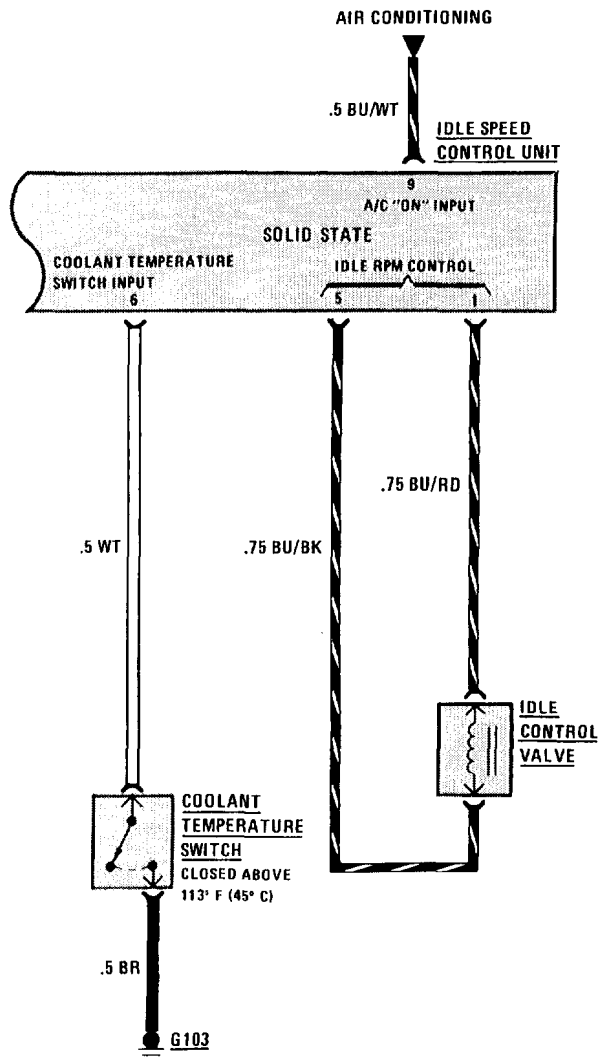 AIR CONDITIONING
.5 BU/WT
IDLE SPEED
CONTROL UNIT
9
A/C "ON" INPUT
SOLID STATE
COOLANT TEMPERATURE
SWITCH INPUT
6
IDLE RPM CONTROL
5
1
.5 WT
.75 BU/BK
.75 BU/RD
IDLE
CONTROL
VALVE
COOLANT
TEMPERATURE
SWITCH
CLOSED ABOVE
113° F (45° C)
.5 BR
G103